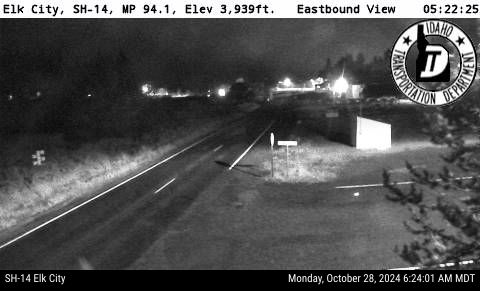 Elk City, SH-14, MP 94.1, Elev 3,939ft. Eastbound View 05:22:25
IDAHO
TRANSPORTATION DEPARTMENT
SH-14 Elk City Monday, October 28, 2024 6:24:01 AM MDT